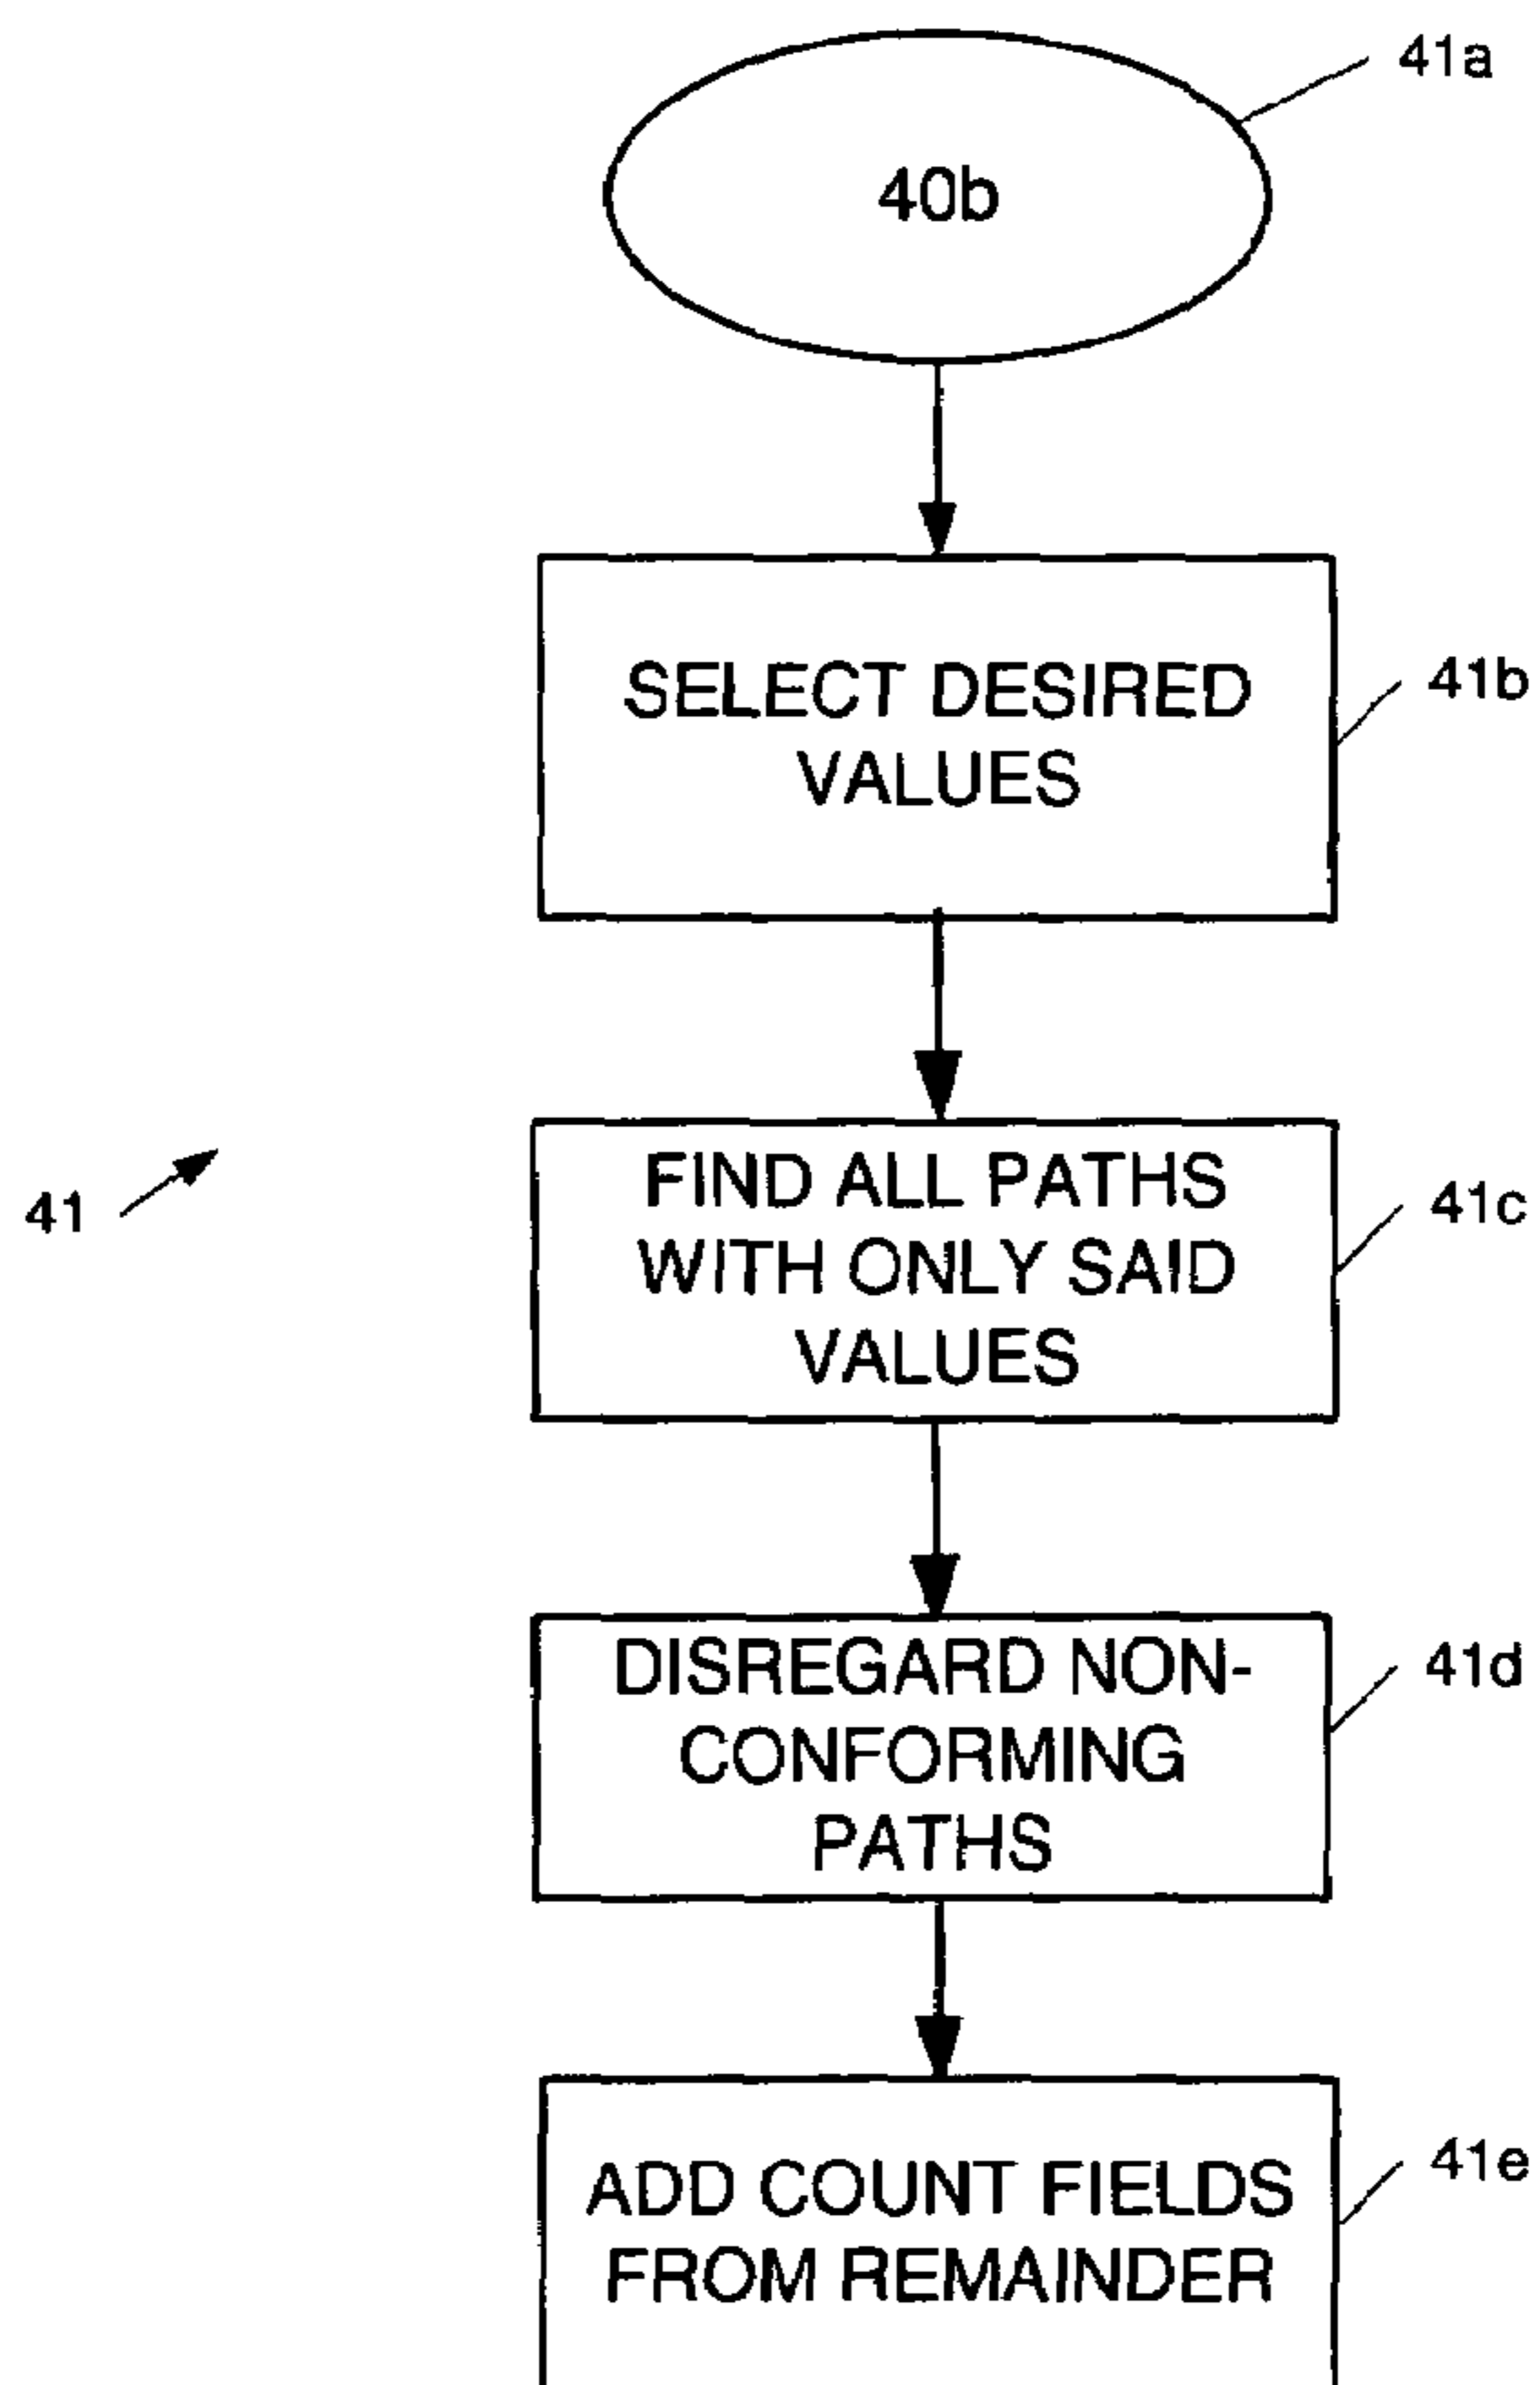 41a
40b
SELECT DESIRED
VALUES
41b
FIND ALL PATHS
WITH ONLY SAID
VALUES
41c
41
DISREGARD NON-
CONFORMING
PATHS
41d
ADD COUNT FIELDS
FROM REMAINDER
41e